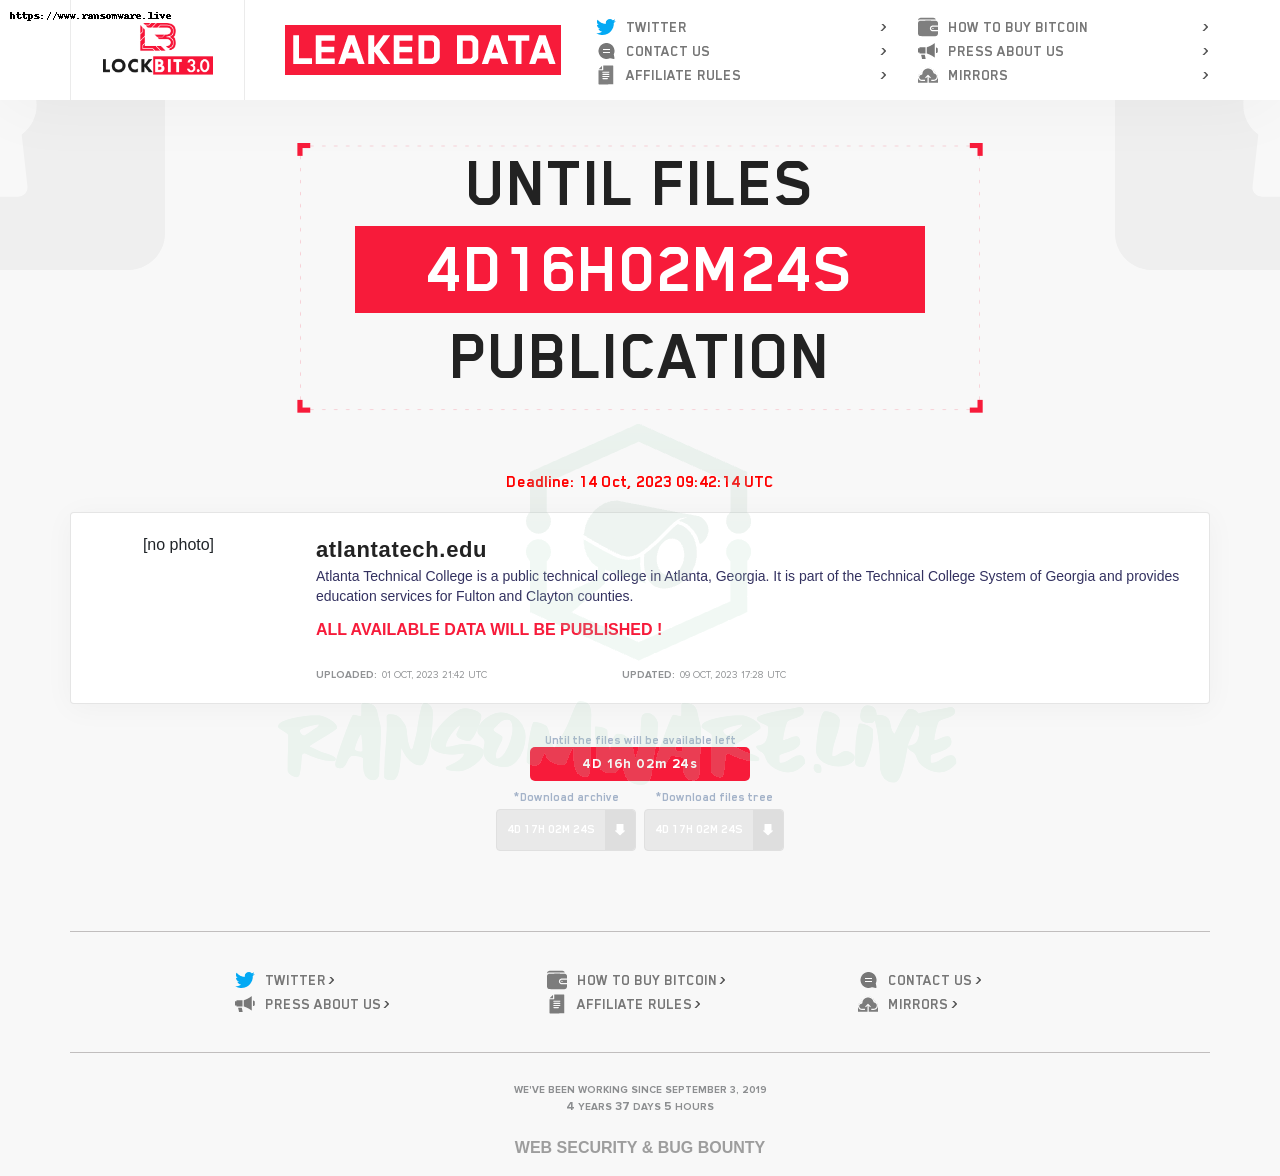 https://www.ransomware.live
LOCKBIT 3.0
LEAKED DATA
TWITTER
CONTACT US
AFFILIATE RULES
HOW TO BUY BITCOIN
PRESS ABOUT US
MIRRORS
UNTIL FILES
4D16H02M24S
PUBLICATION
Deadline: 14 Oct, 2023 09:42:14 UTC
[no photo]
atlantatech.edu
Atlanta Technical College is a public technical college in Atlanta, Georgia. It is part of the Technical College System of Georgia and provides
education services for Fulton and Clayton counties.
ALL AVAILABLE DATA WILL BE PUBLISHED !
UPLOADED: 01 OCT, 2023 21:42 UTC
UPDATED: 09 OCT, 2023 17:28 UTC
RANSOMWARE.LIVE
Until the files will be available left
4D 16h 02m 24s
*Download archive
*Download files tree
4D 17H 02M 24S
4D 17H 02M 24S
TWITTER
HOW TO BUY BITCOIN
CONTACT US
PRESS ABOUT US
AFFILIATE RULES
MIRRORS
WE'VE BEEN WORKING SINCE SEPTEMBER 3, 2019
4 YEARS 37 DAYS 5 HOURS
WEB SECURITY & BUG BOUNTY